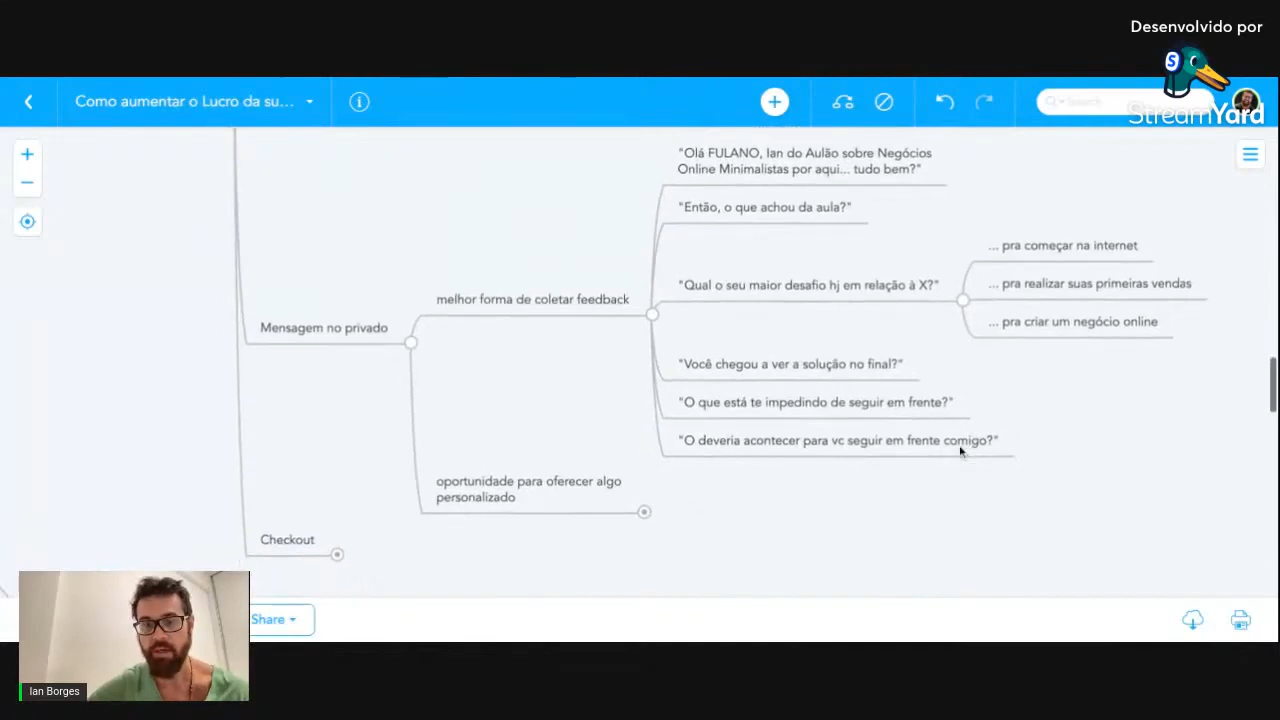 Desenvolvido por
StreamYard
Como aumentar o Lucro da su...
Search
"Olá FULANO, Ian do Aulão sobre Negócios
Online Minimalistas por aqui... tudo bem?"
"Então, o que achou da aula?"
"Qual o seu maior desafio hj em relação à X?"
... pra começar na internet
... pra realizar suas primeiras vendas
... pra criar um negócio online
melhor forma de coletar feedback
Mensagem no privado
"Você chegou a ver a solução no final?"
"O que está te impedindo de seguir em frente?"
"O deveria acontecer para vc seguir em frente comigo?"
oportunidade para oferecer algo
personalizado
Checkout
Share
Ian Borges